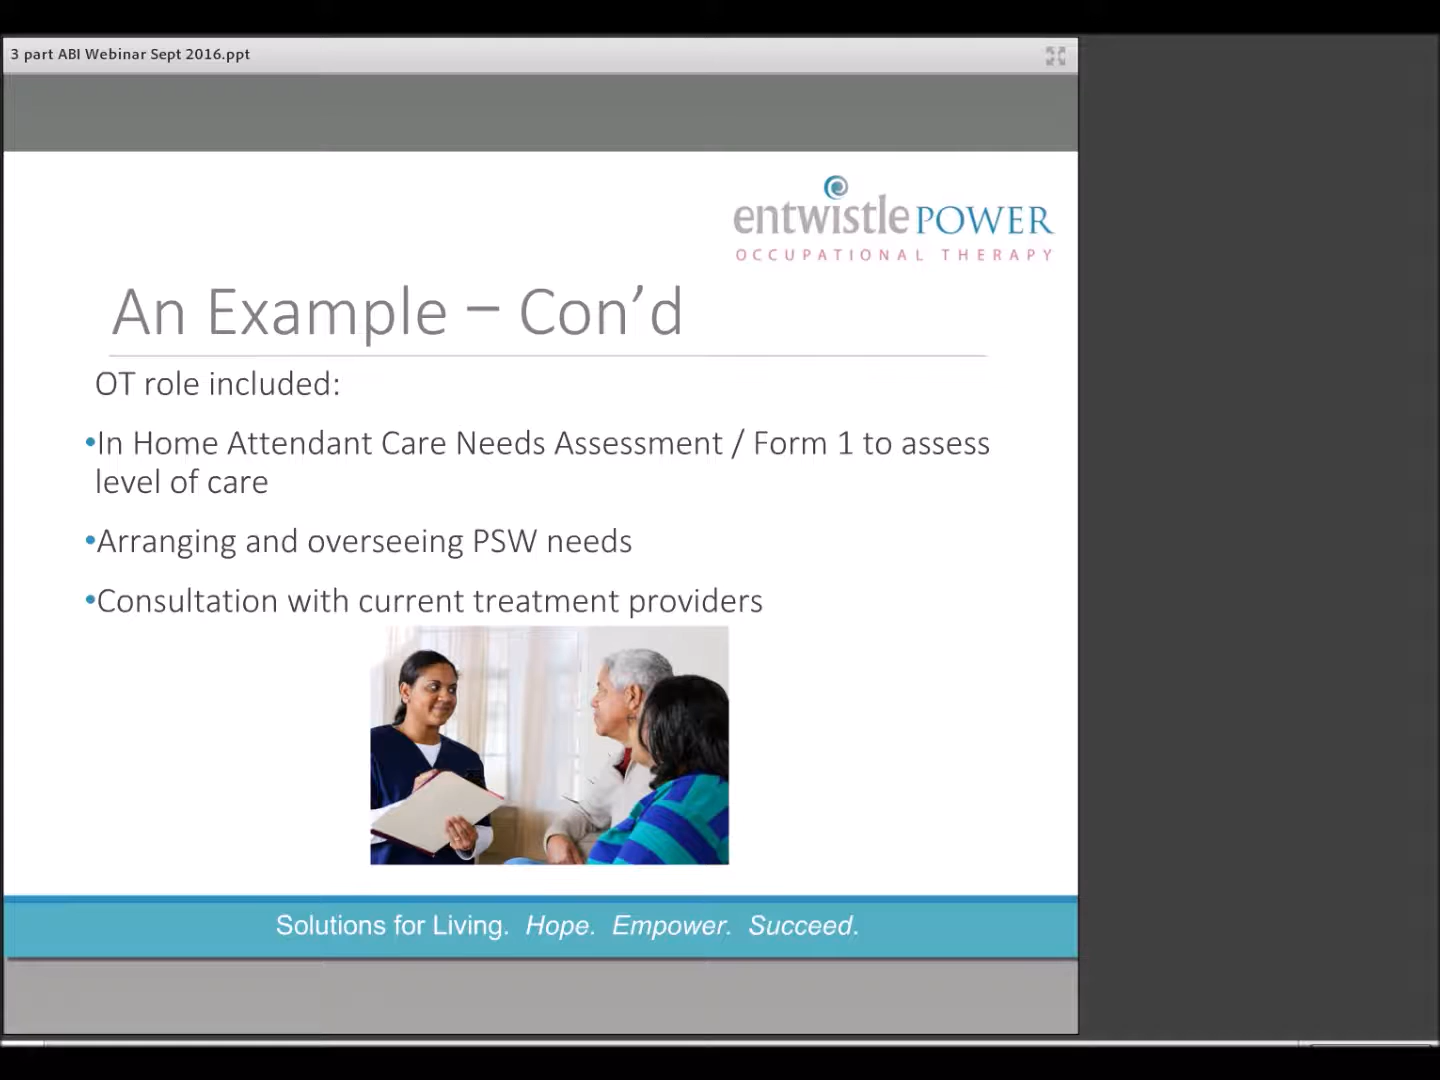 3 part ABI Webinar Sept 2016.ppt
entwistle POWER
OCCUPATIONAL THERAPY
An Example – Con’d
OT role included:
•In Home Attendant Care Needs Assessment / Form 1 to assess
level of care
•Arranging and overseeing PSW needs
•Consultation with current treatment providers
Solutions for Living. Hope. Empower. Succeed.